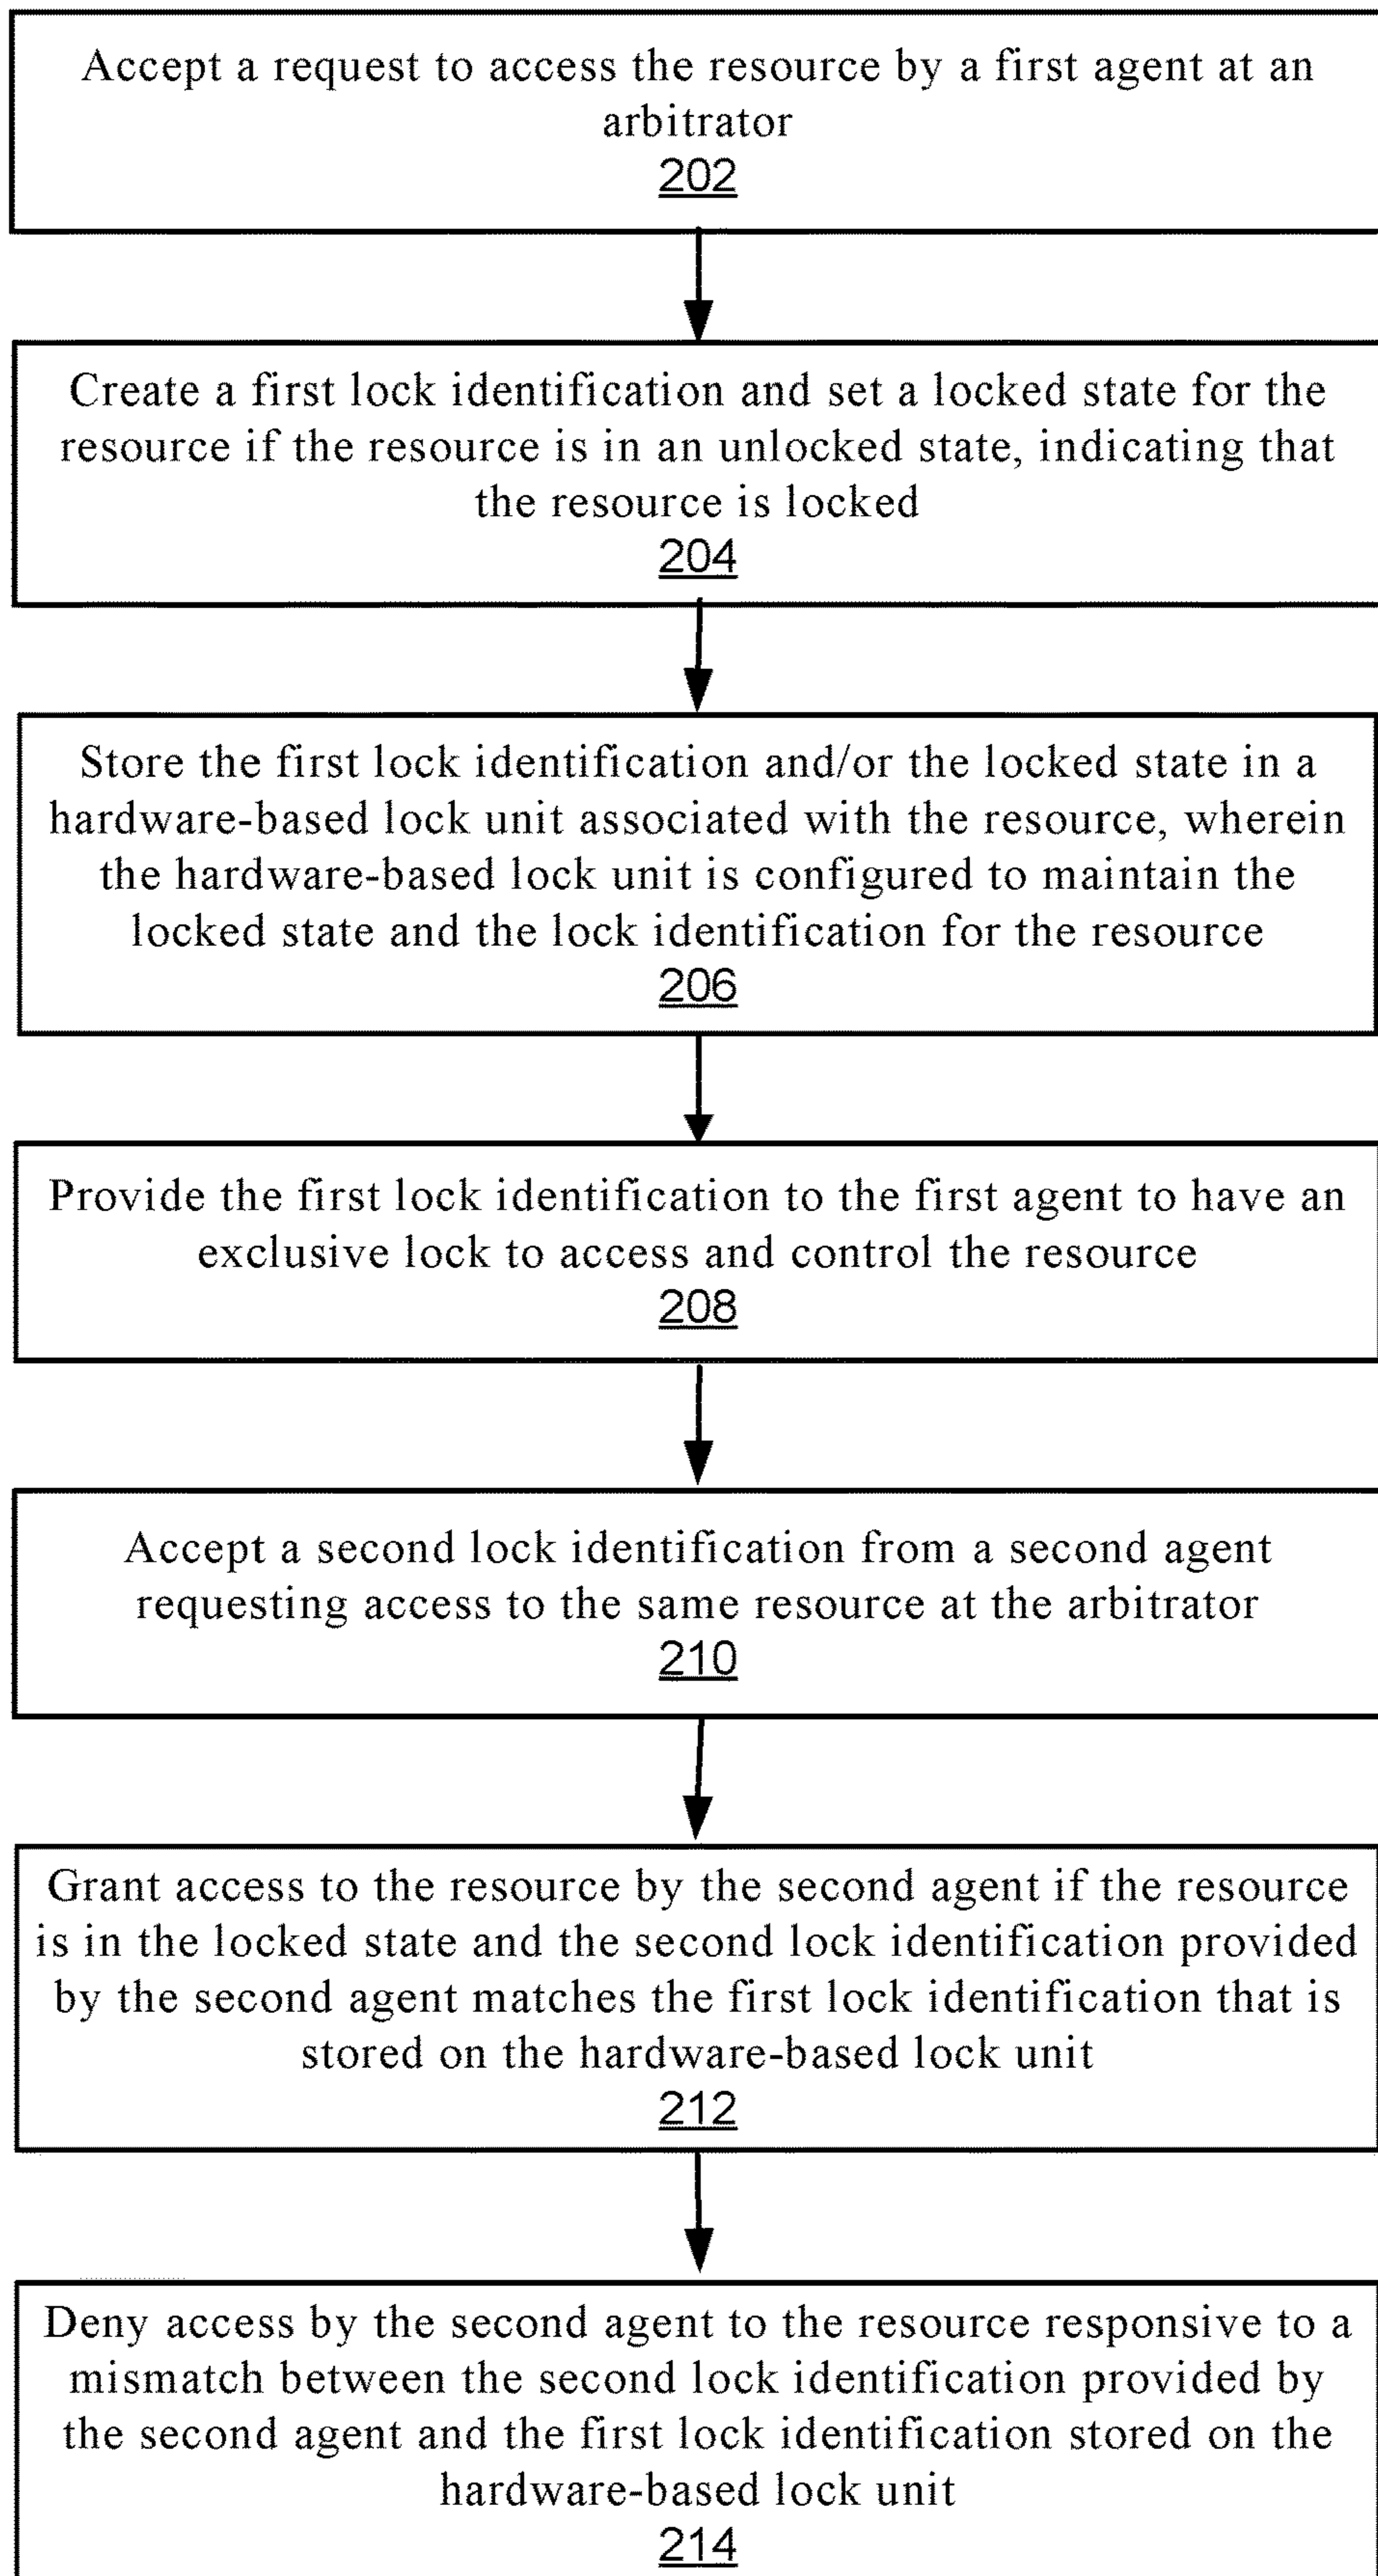 Accept a request to access the resource by a first agent at an
arbitrator
202
Create a first lock identification and set a locked state for the
resource if the resource is in an unlocked state, indicating that
the resource is locked
204
Store the first lock identification and/or the locked state in a
hardware-based lock unit associated with the resource, wherein
the hardware-based lock unit is configured to maintain the
locked state and the lock identification for the resource
206
Provide the first lock identification to the first agent to have an
exclusive lock to access and control the resource
208
Accept a second lock identification from a second agent
requesting access to the same resource at the arbitrator
210
Grant access to the resource by the second agent if the resource
is in the locked state and the second lock identification provided
by the second agent matches the first lock identification that is
stored on the hardware-based lock unit
212
Deny access by the second agent to the resource responsive to a
mismatch between the second lock identification provided by
the second agent and the first lock identification stored on the
hardware-based lock unit
214